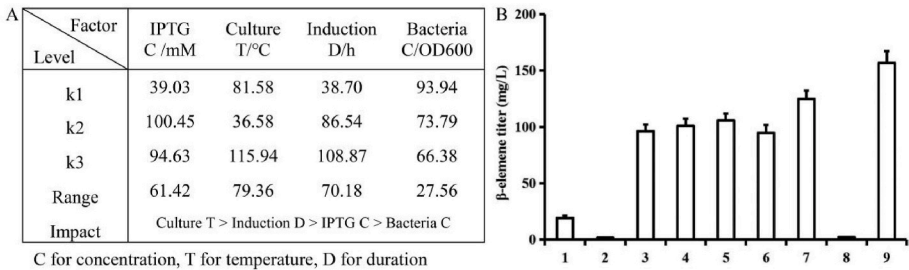 A
Factor
Level
IPTG C /mM
Culture T/°C
Induction D/h
Bacteria C/OD600
k1 39.03 81.58 38.70 93.94
k2 100.45 36.58 86.54 73.79
k3 94.63 115.94 108.87 66.38
Range 61.42 79.36 70.18 27.56
Impact Culture T > Induction D > IPTG C > Bacteria C
C for concentration, T for temperature, D for duration
B
β-elemene titer (mg/L)
200
150
100
50
0
1 2 3 4 5 6 7 8 9